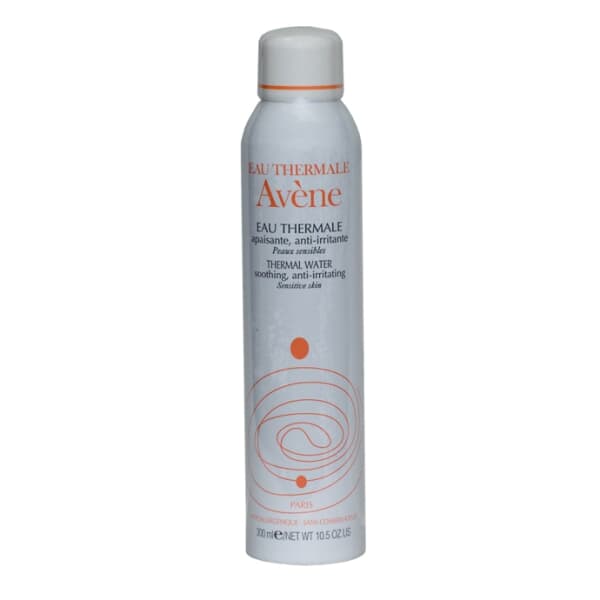 EAU THERMALE
Avène
EAU THERMALE
apaisante, anti-irritante
Peaux sensibles
THERMAL WATER
soothing, anti-irritating
Sensitive skin
PARIS
300 ml e/NET WT 10.5 OZ.US